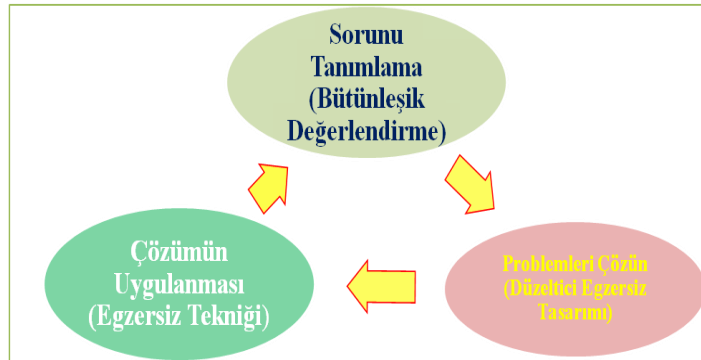 Sorunu
Tanımlama
(Bütünleşik
Değerlendirme)
Problemleri Çözün
(Düzeltici Egzersiz
Tasarımı)
Çözümün
Uygulanması
(Egzersiz Tekniği)